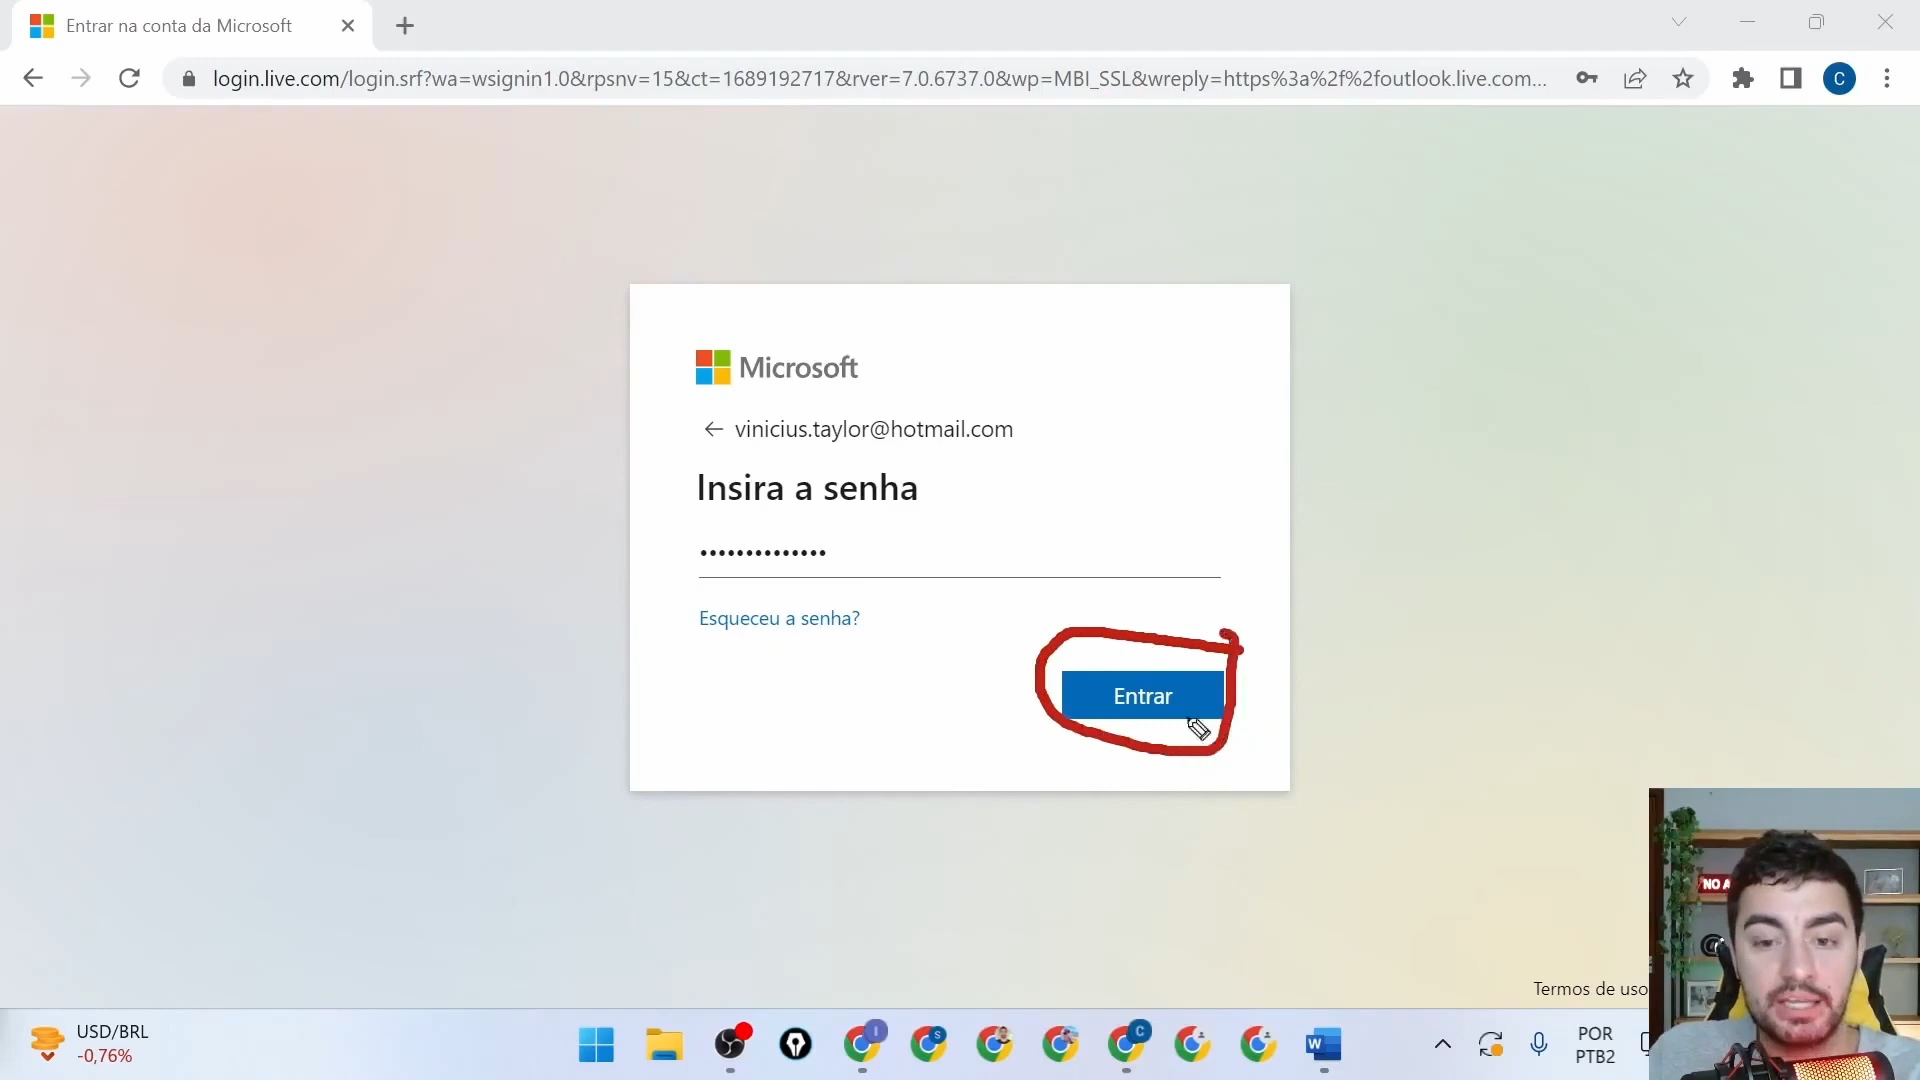 Entrar na conta da Microsoft
login.live.com/login.srf?wa=wsignin1.0&rpsnv=15&ct=1689192717&rver=7.0.6737.0&wp=MBI_SSL&wreply=https%3a%2f%2foutlook.live.com...
C
Microsoft
vinicius.taylor@hotmail.com
Insira a senha
••••••••••••••
Esqueceu a senha?
Entrar
NO A
Termos de uso
USD/BRL
-0,76%
I
S
C
W
POR
PTB2